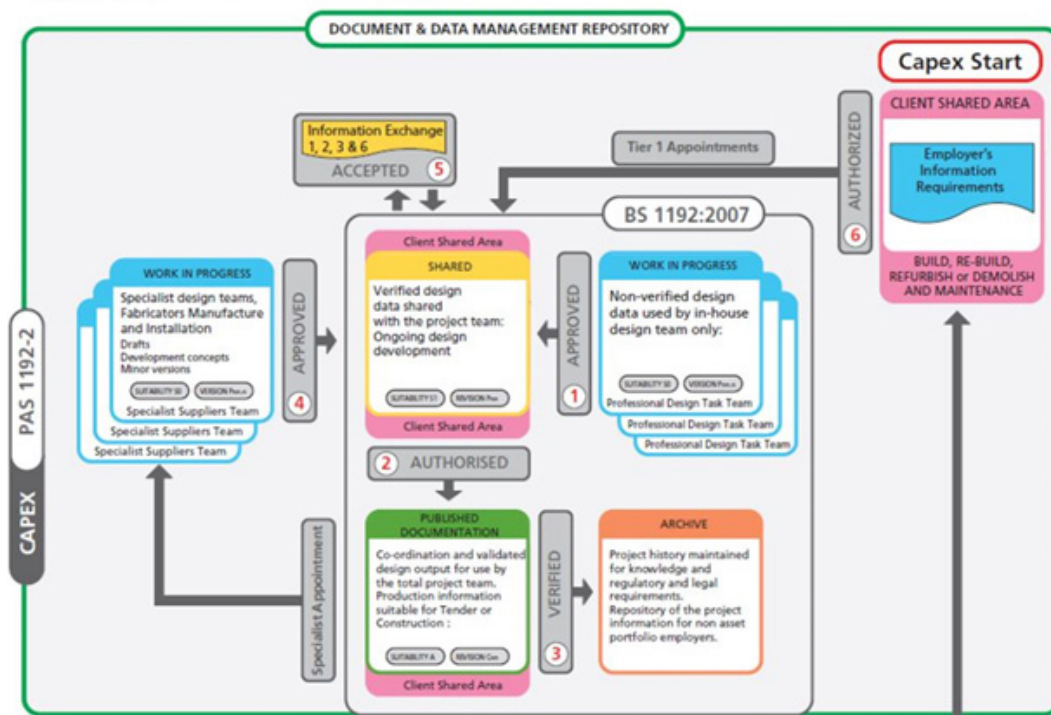 DOCUMENT & DATA MANAGEMENT REPOSITORY
Capex Start
CLIENT SHARED AREA
Employer's
Information
Requirements
BUILD, RE-BUILD,
REFURBISH or DEMOLISH
AND MAINTENANCE
AUTHORIZED
6
Tier 1 Appointments
Information Exchange
1, 2, 3 & 6
ACCEPTED
5
BS 1192:2007
PAS 1192-2
CAPEX
WORK IN PROGRESS
Specialist design teams,
Fabricators Manufacture
and Installation
Drafts
Development concepts
Minor versions
SUITABILITY S0
VERSION
Specialist Suppliers Team
Specialist Suppliers Team
Specialist Suppliers Team
APPROVED
4
Client Shared Area
SHARED
Verified design
data shared
with the project team:
Ongoing design
development
SUITABILITY S1
REVISION
Client Shared Area
APPROVED
1
WORK IN PROGRESS
Non-verified design
data used by in-house
design team only:
SUITABILITY S0
VERSION
Professional Design Task Team
Professional Design Task Team
Professional Design Task Team
2
AUTHORISED
Specialist Appointment
PUBLISHED
DOCUMENTATION
Co-ordination and validated
design output for use by
the total project team.
Production information
suitable for Tender or
Construction :
SUITABILITY A
REVISION
Client Shared Area
VERIFIED
3
ARCHIVE
Project history maintained
for knowledge and
regulatory and legal
requirements.
Repository of the project
information for non asset
portfolio employers.